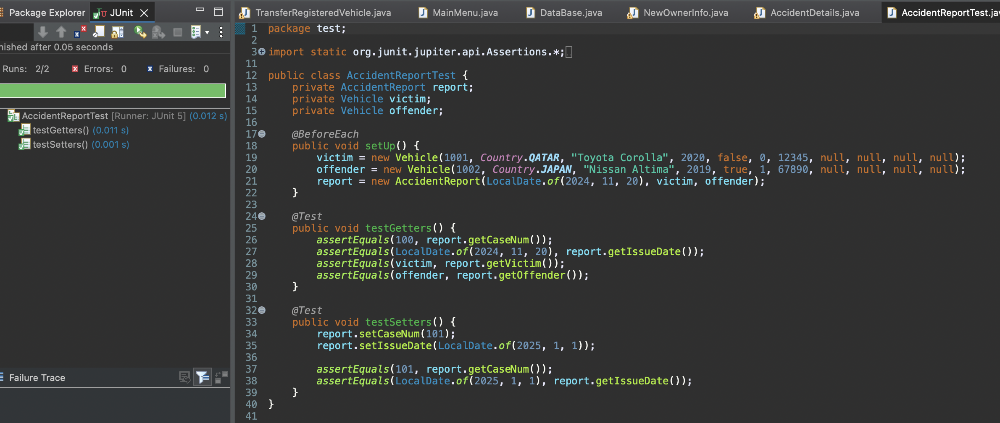 Package Explorer JUnit
TransferRegisteredVehicle.java MainMenu.java DataBase.java NewOwnerInfo.java AccidentDetails.java AccidentReportTest.jav
nished after 0.05 seconds
Runs: 2/2 Errors: 0 Failures: 0
AccidentReportTest [Runner: JUnit 5] (0.012 s)
testGetters() (0.011 s)
testSetters() (0.001 s)
Failure Trace
1 package test;
2
3 import static org.junit.jupiter.api.Assertions.*;
11
12 public class AccidentReportTest {
13 private AccidentReport report;
14 private Vehicle victim;
15 private Vehicle offender;
16
17 @BeforeEach
18 public void setUp() {
19 victim = new Vehicle(1001, Country.QATAR, "Toyota Corolla", 2020, false, 0, 12345, null, null, null, null);
20 offender = new Vehicle(1002, Country.JAPAN, "Nissan Altima", 2019, true, 1, 67890, null, null, null, null);
21 report = new AccidentReport(LocalDate.of(2024, 11, 20), victim, offender);
22 }
23
24 @Test
25 public void testGetters() {
26 assertEquals(100, report.getCaseNum());
27 assertEquals(LocalDate.of(2024, 11, 20), report.getIssueDate());
28 assertEquals(victim, report.getVictim());
29 assertEquals(offender, report.getOffender());
30 }
31
32 @Test
33 public void testSetters() {
34 report.setCaseNum(101);
35 report.setIssueDate(LocalDate.of(2025, 1, 1));
36
37 assertEquals(101, report.getCaseNum());
38 assertEquals(LocalDate.of(2025, 1, 1), report.getIssueDate());
39 }
40 }
41